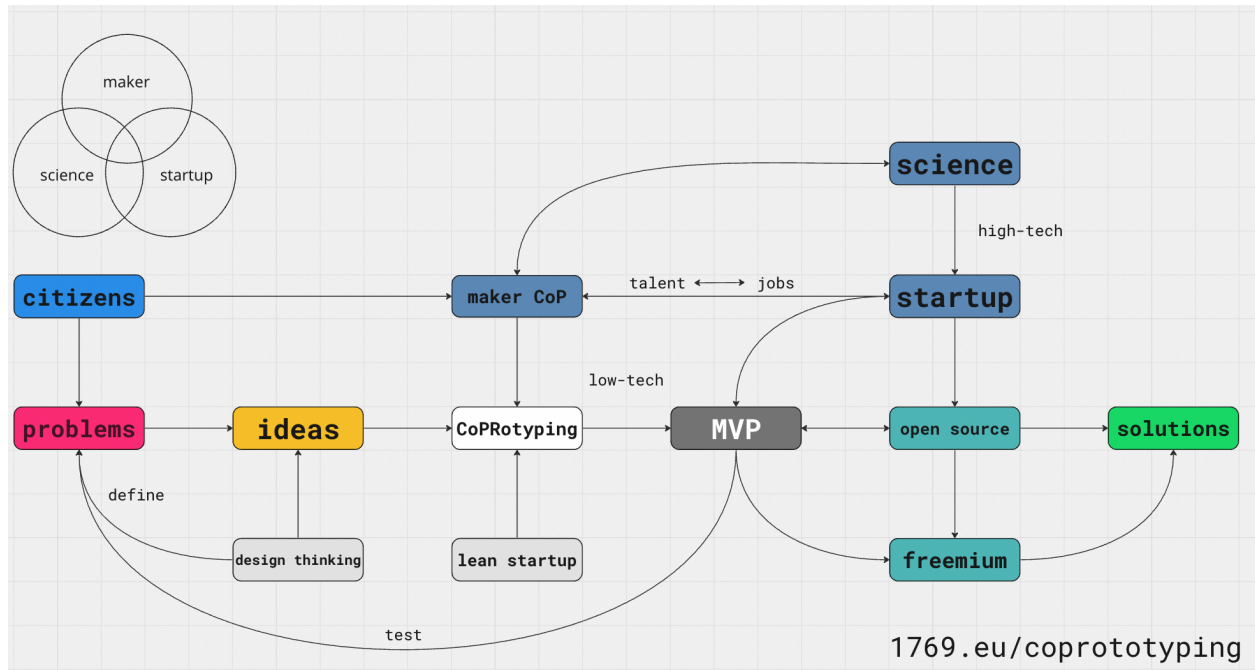 maker
science
startup
science
high-tech
citizens
maker CoP
talent
jobs
startup
low-tech
problems
ideas
CoPRotyping
MVP
open source
solutions
define
design thinking
lean startup
freemium
test
1769.eu/coprototyping